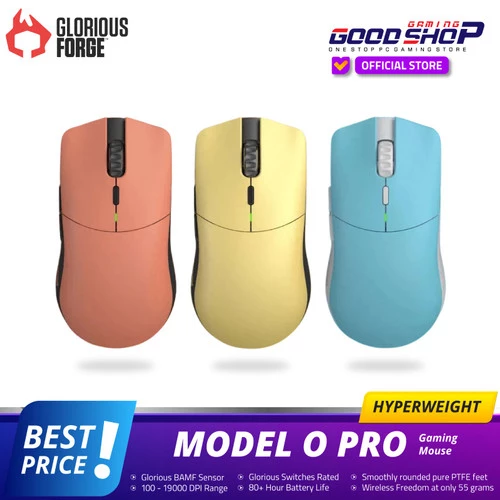 GLORIOUS
FORGE
GAMING
GOODSHOP
ONE STOP PC GAMING STORE
OFFICIAL STORE
HYPERWEIGHT
BEST
PRICE!
MODEL O PRO
Gaming
Mouse
Glorious BAMF Sensor
100 - 19000 DPI Range
Glorious Switches Rated
80+ Hour Battery Life
Smoothly rounded pure PTFE feet
Wireless Freedom at only 55 grams